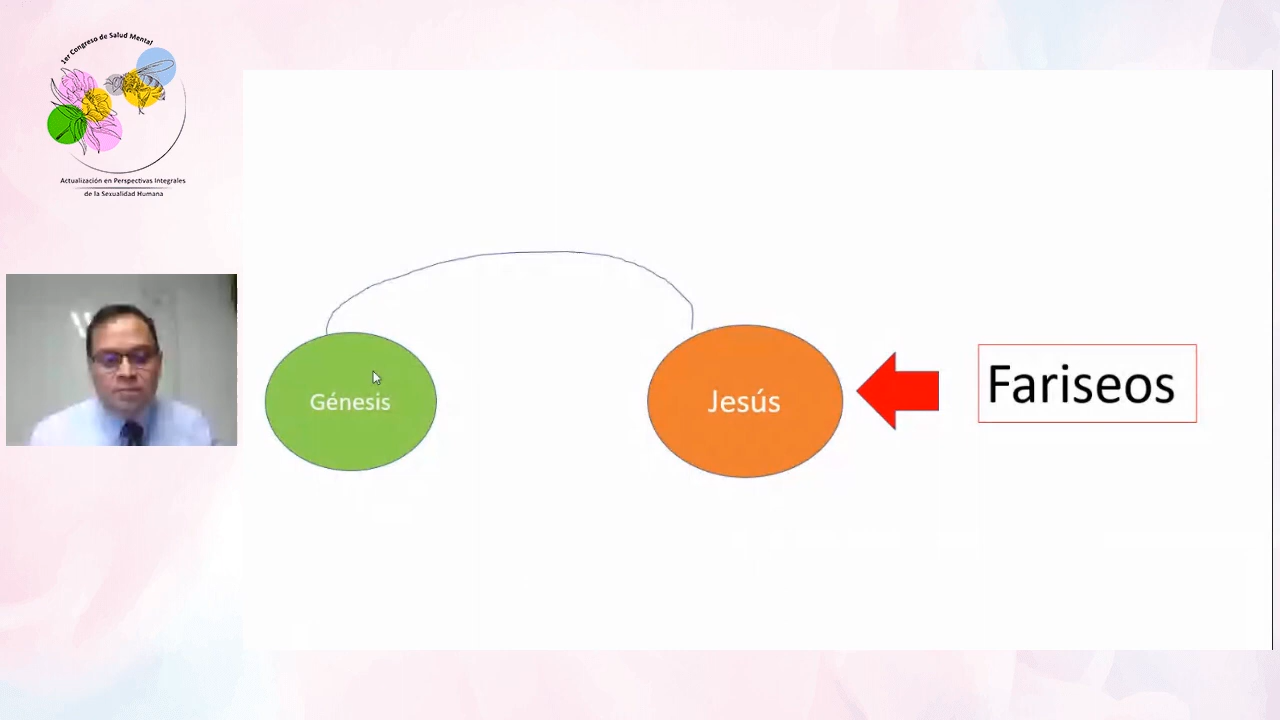 1er Congreso de Salud Mental
Actualización en Perspectivas Integrales
de la Sexualidad Humana
Génesis
Jesús
Fariseos